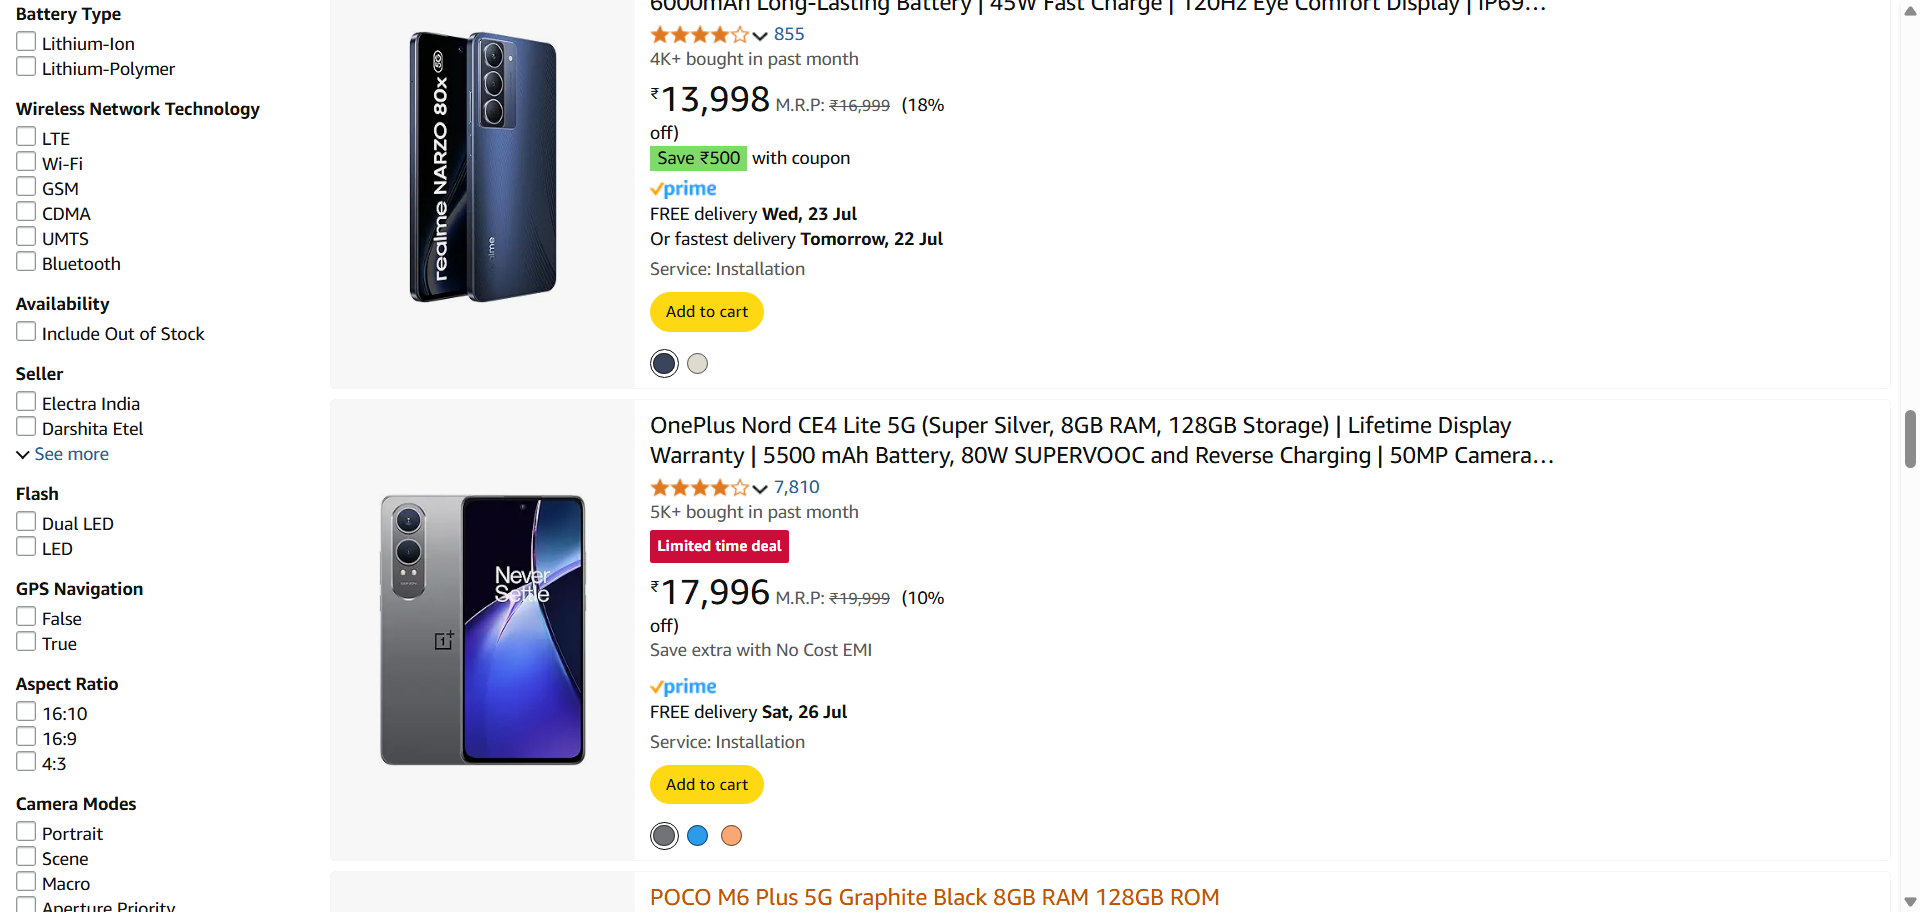 Battery Type
Lithium-Ion
Lithium-Polymer
Wireless Network Technology
LTE
Wi-Fi
GSM
CDMA
UMTS
Bluetooth
Availability
Include Out of Stock
Seller
Electra India
Darshita Etel
See more
Flash
Dual LED
LED
GPS Navigation
False
True
Aspect Ratio
16:10
16:9
4:3
Camera Modes
Portrait
Scene
Macro
Aperture Priority
realme NARZO 80x 5G
realme
6000mAh Long-Lasting Battery | 45W Fast Charge | 120Hz Eye Comfort Display | IP69…
855
4K+ bought in past month
₹13,998 M.R.P: ₹16,999 (18%
off)
Save ₹500 with coupon
prime
FREE delivery Wed, 23 Jul
Or fastest delivery Tomorrow, 22 Jul
Service: Installation
Add to cart
Never
Settle
OnePlus Nord CE4 Lite 5G (Super Silver, 8GB RAM, 128GB Storage) | Lifetime Display
Warranty | 5500 mAh Battery, 80W SUPERVOOC and Reverse Charging | 50MP Camera…
7,810
5K+ bought in past month
Limited time deal
₹17,996 M.R.P: ₹19,999 (10%
off)
Save extra with No Cost EMI
prime
FREE delivery Sat, 26 Jul
Service: Installation
Add to cart
POCO M6 Plus 5G Graphite Black 8GB RAM 128GB ROM